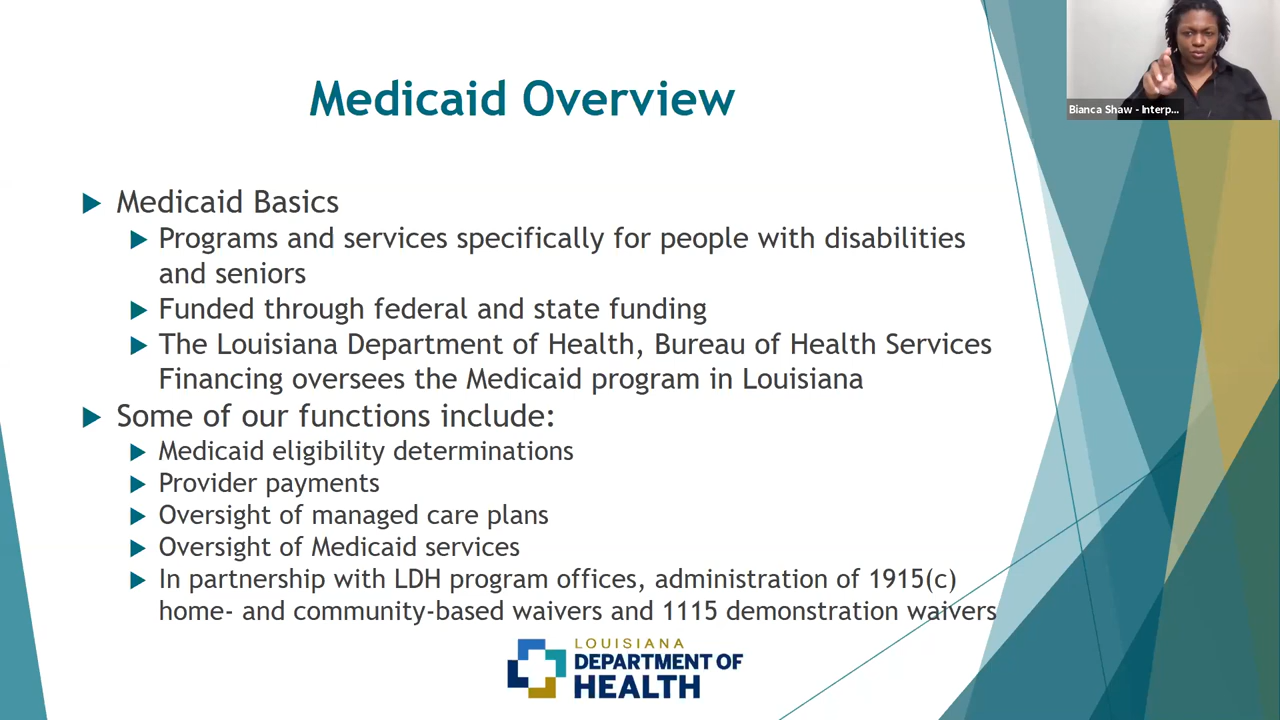 Medicaid Overview
Bianca Shaw - Interp...
Medicaid Basics
Programs and services specifically for people with disabilities
and seniors
Funded through federal and state funding
The Louisiana Department of Health, Bureau of Health Services
Financing oversees the Medicaid program in Louisiana
Some of our functions include:
Medicaid eligibility determinations
Provider payments
Oversight of managed care plans
Oversight of Medicaid services
In partnership with LDH program offices, administration of 1915(c)
home- and community-based waivers and 1115 demonstration waivers
LOUISIANA
DEPARTMENT OF
HEALTH